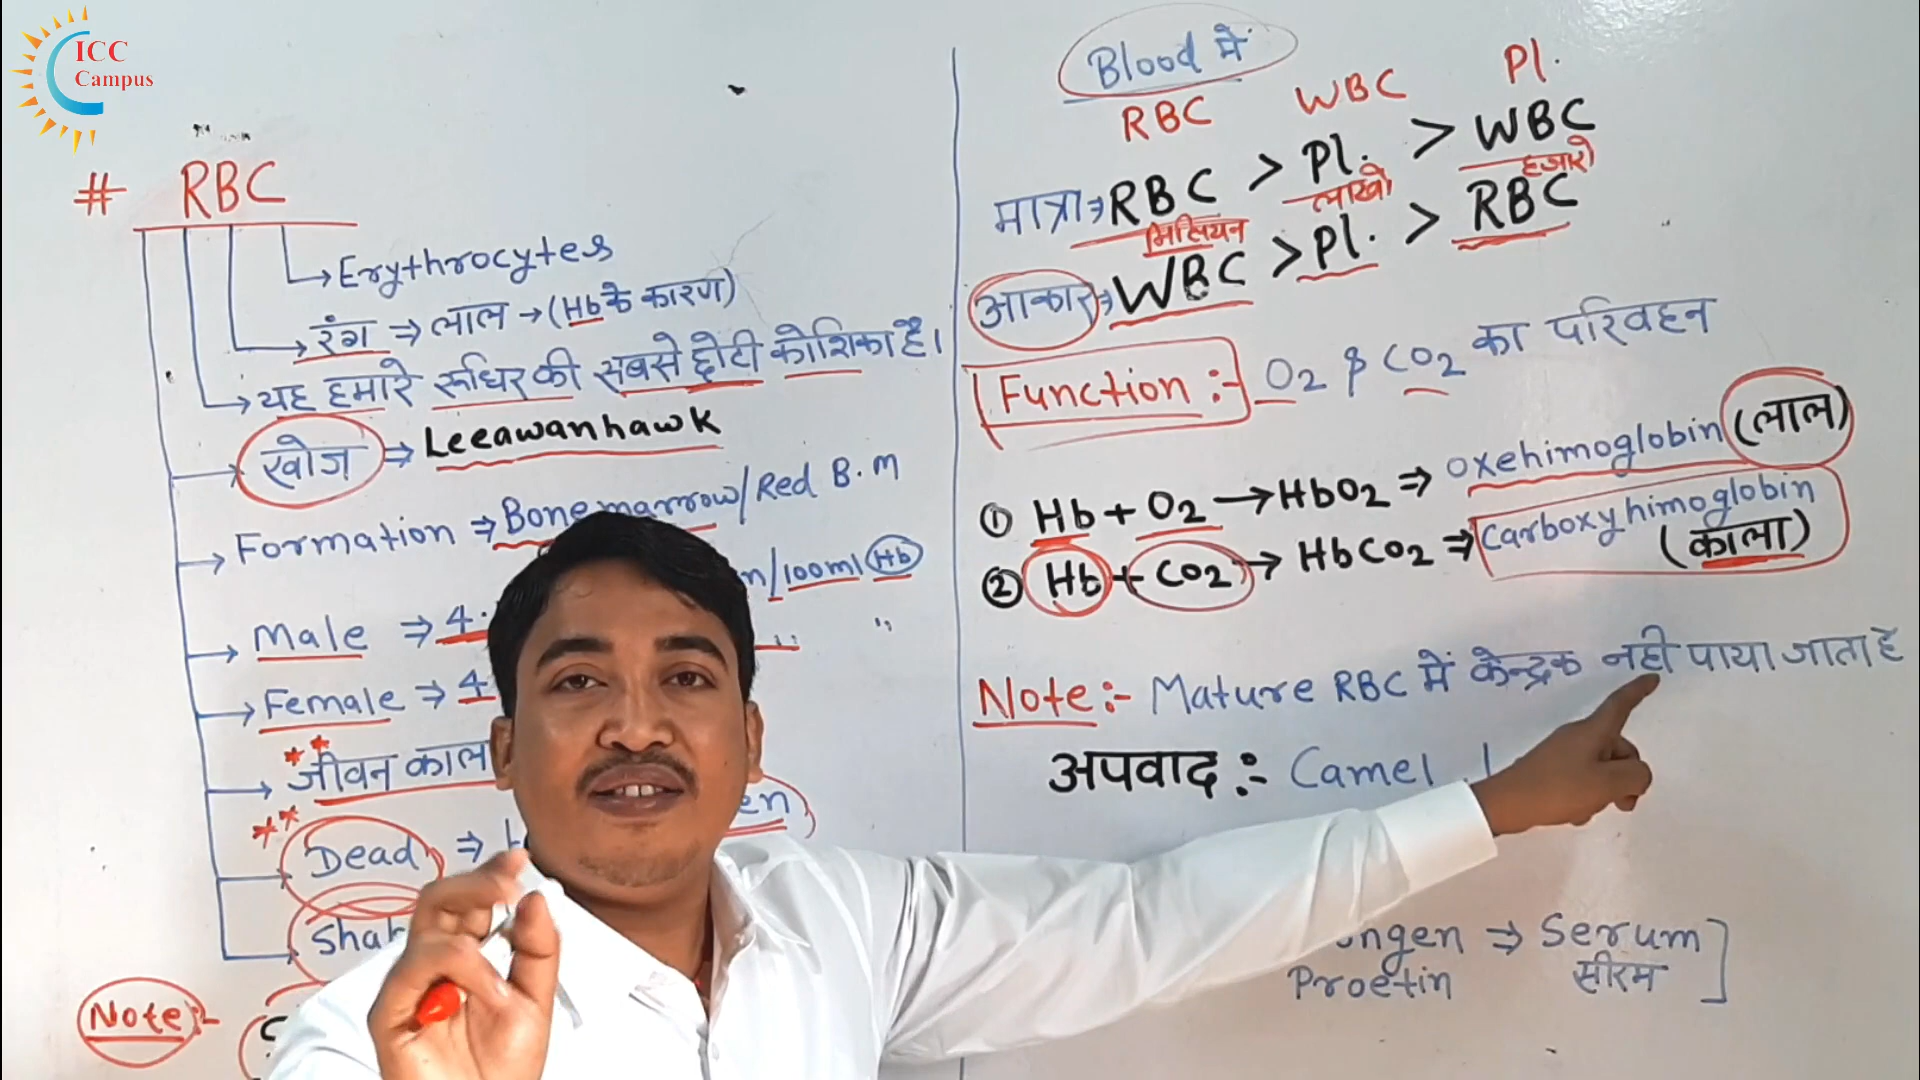 ICC
Campus
# RBC
Erythrocytes
रंग ⇒ लाल → (Hb के कारण)
यह हमारे रूधिर की सबसे छोटी कोशिका है।
खोज ⇒ Leeawanhawk
Formation ⇒ Bone marrow/Red B.M
n/100ml Hb
Male ⇒ 4.
Female ⇒ 4
** जीवन काल
** Dead ⇒
Note:-
Blood में
RBC WBC Pl.
मात्रा ⇒ RBC > Pl. > WBC
मिलियन लाखो हजारो
आकार ⇒ WBC > Pl. > RBC
Function :- O2 & CO2 का परिवहन
① Hb + O2 → HbO2 ⇒ oxehimoglobin (लाल)
② Hb + CO2 → HbCO2 ⇒ Carboxyhimoglobin
(काला)
Note:- Mature RBC में केन्द्रक नही पाया जाता है
अपवाद :- Camel
ngen ⇒ Serum
Proetin सीरम